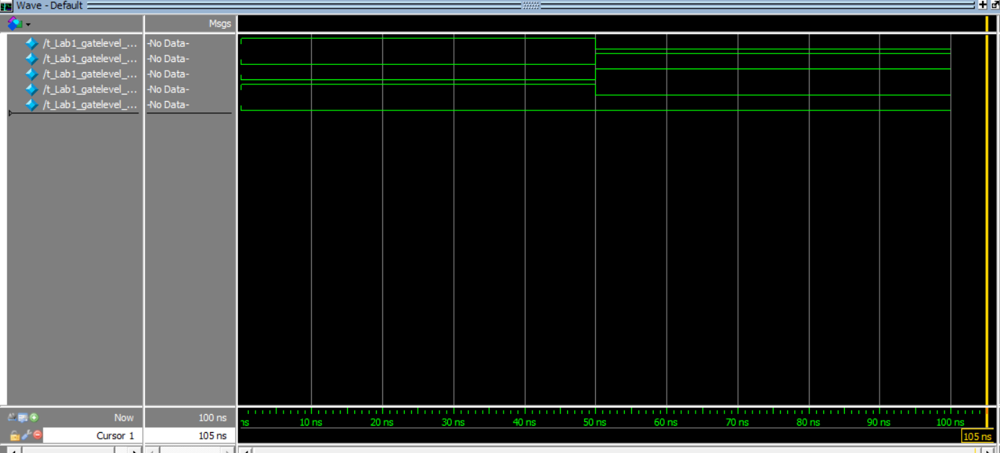 Wave - Default
Msgs
/t_Lab1_gatelevel_... -No Data-
/t_Lab1_gatelevel_... -No Data-
/t_Lab1_gatelevel_... -No Data-
/t_Lab1_gatelevel_... -No Data-
/t_Lab1_gatelevel_... -No Data-
Now 100 ns ns 10 ns 20 ns 30 ns 40 ns 50 ns 60 ns 70 ns 80 ns 90 ns 100 ns
Cursor 1 105 ns 105 ns